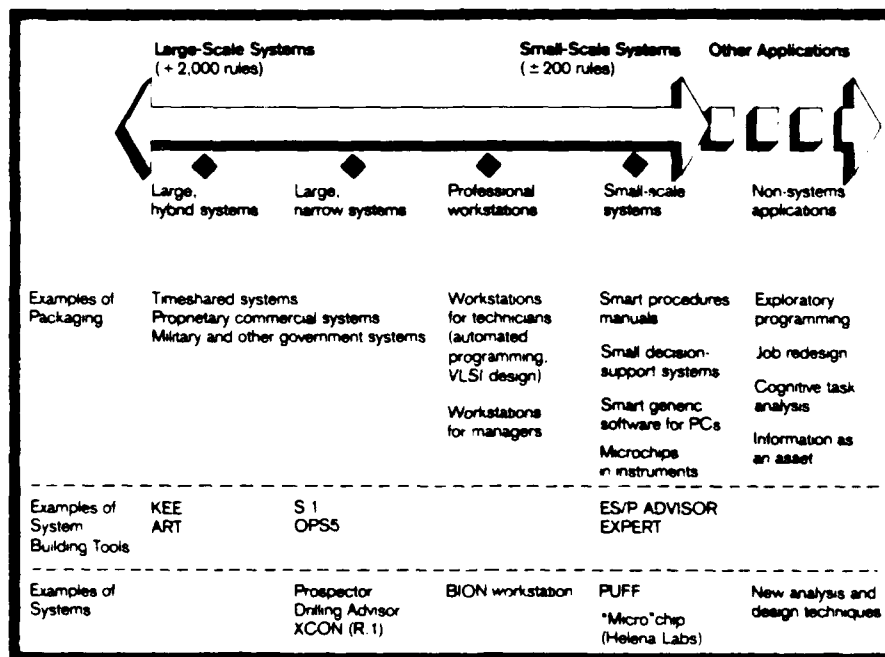 Large-Scale Systems
(+2,000 rules)
Small-Scale Systems
(±200 rules)
Other Applications
Large,
hybrid systems
Large,
narrow systems
Professional
workstations
Small-scale
systems
Non-systems
applications
Examples of
Packaging
Timeshared systems
Proprietary commercial systems
Military and other government systems
Workstations
for technicians
(automated
programming,
VLSI design)
Workstations
for managers
Smart procedures
manuals
Small decision-
support systems
Smart generic
software for PCs
Microchips
in instruments
Exploratory
programming
Job redesign
Cognitive task
analysis
Information as
an asset
Examples of
System
Building Tools
KEE
ART
S 1
OPS5
ES/P ADVISOR
EXPERT
Examples of
Systems
Prospector
Drilling Advisor
XCON (R.1)
BION workstation
PUFF
"Micro"chip
(Helena Labs)
New analysis and
design techniques